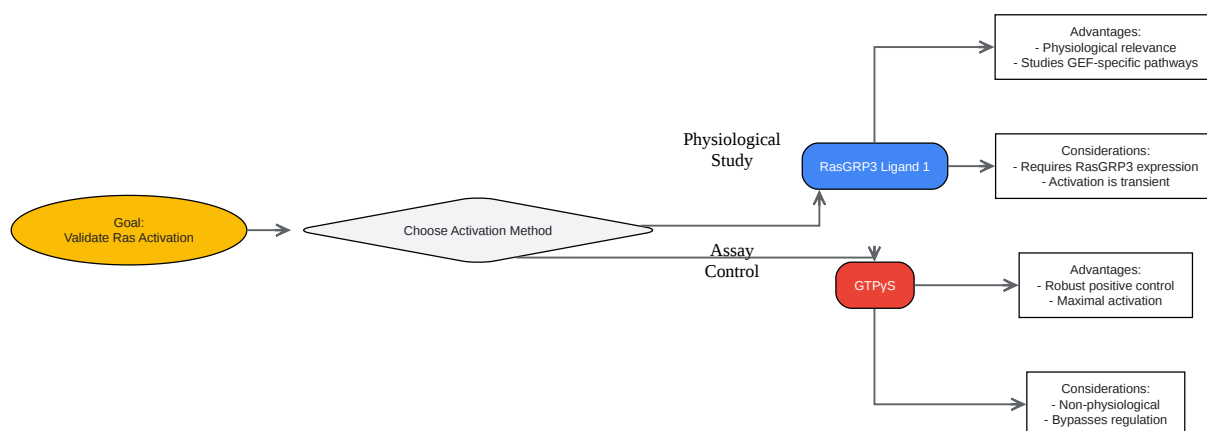 Goal:
Validate Ras Activation
Choose Activation Method
Physiological
Study
RasGRP3 Ligand 1
Advantages:
- Physiological relevance
- Studies GEF-specific pathways
Considerations:
- Requires RasGRP3 expression
- Activation is transient
Assay
Control
GTPγS
Advantages:
- Robust positive control
- Maximal activation
Considerations:
- Non-physiological
- Bypasses regulation